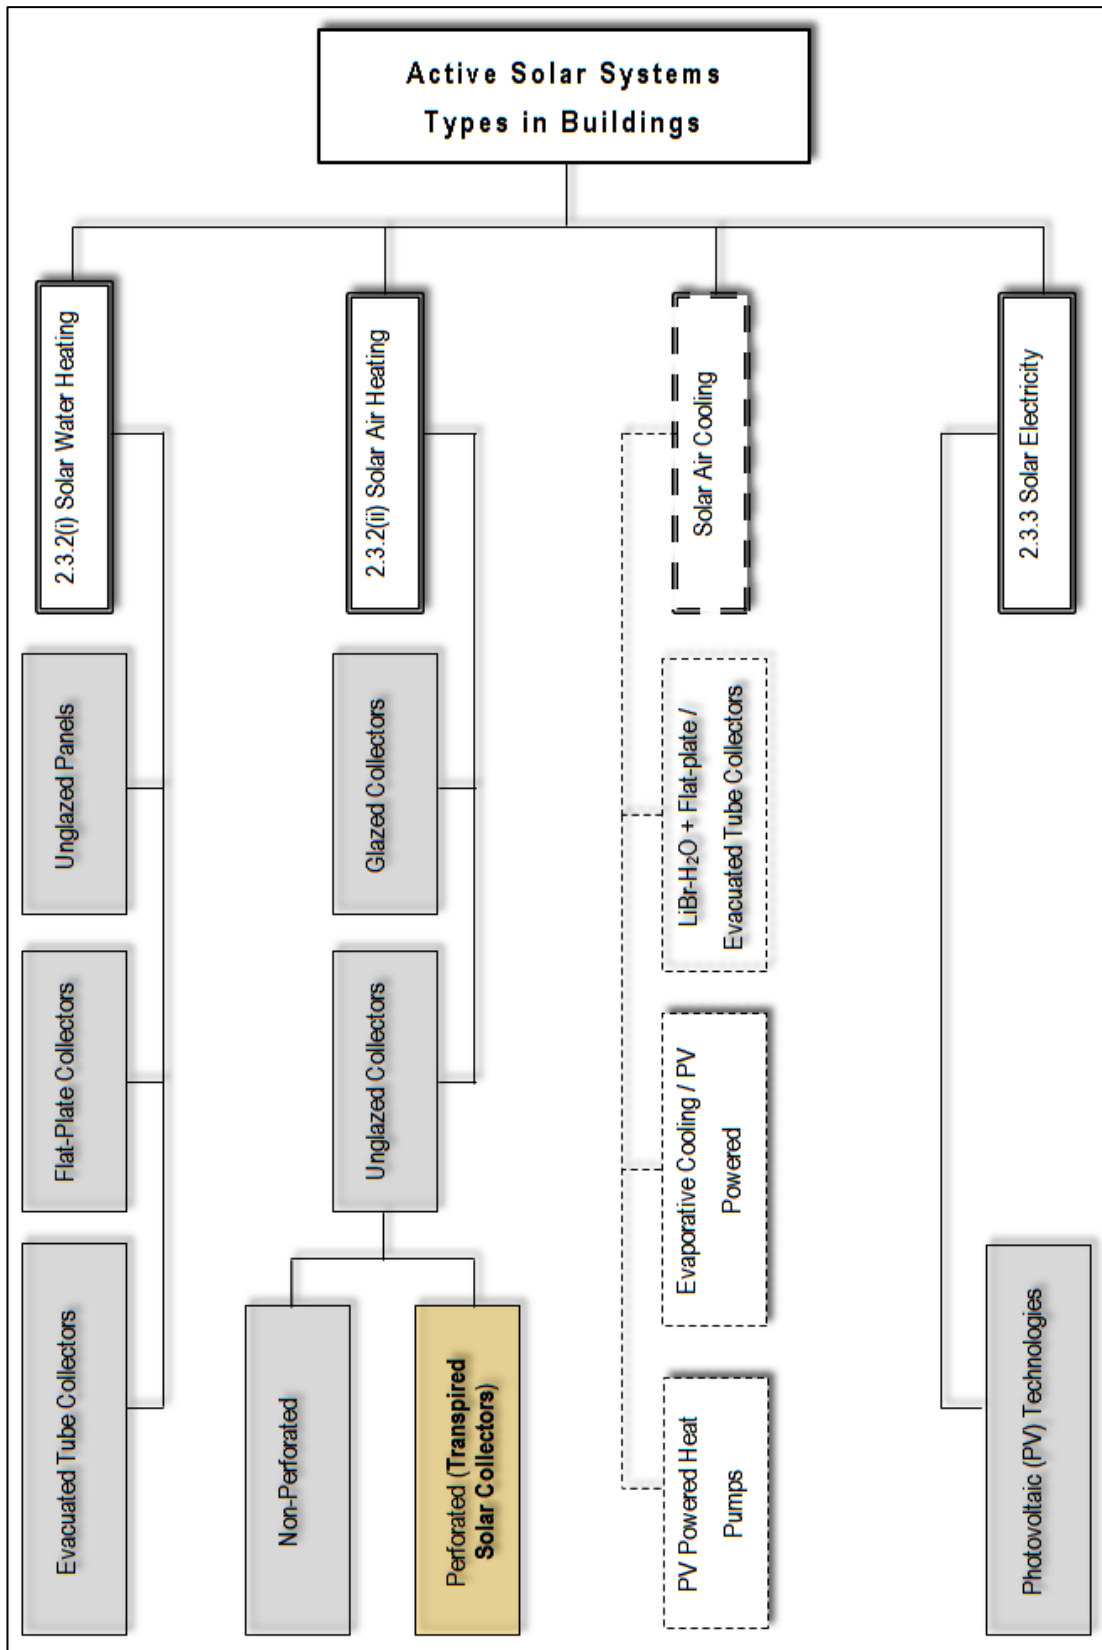 Active Solar Systems
Types in Buildings
2.3.2(i) Solar Water Heating
Unglazed Panels
Flat-Plate Collectors
Evacuated Tube Collectors
2.3.2(ii) Solar Air Heating
Glazed Collectors
Unglazed Collectors
Non-Perforated
Perforated (Transpired
Solar Collectors)
Solar Air Cooling
LiBr-H₂O + Flat-plate /
Evacuated Tube Collectors
Evaporative Cooling / PV
Powered
PV Powered Heat
Pumps
2.3.3 Solar Electricity
Photovoltaic (PV) Technologies